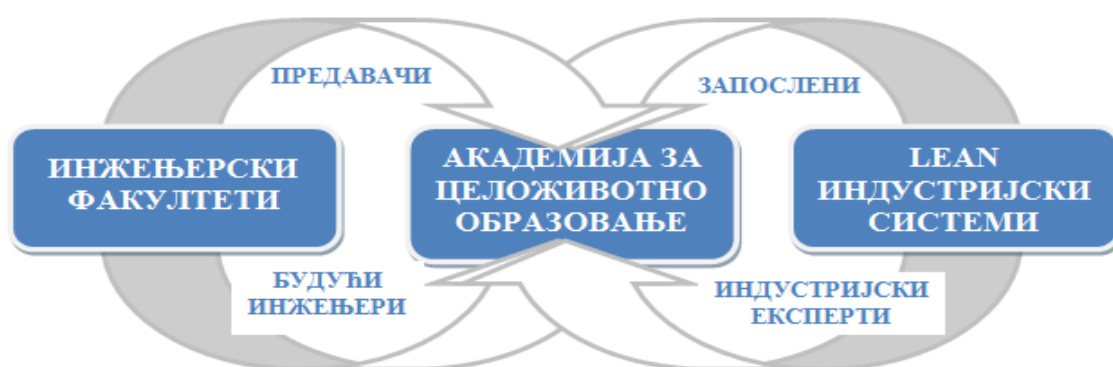 ПРЕДАВАЧИ
ЗАПОСЛЕНИ
ИНЖЕЊЕРСКИ
ФАКУЛТЕТИ
АКАДЕМИЈА ЗА
ЦЕЛОЖИВОТНО
ОБРАЗОВАЊЕ
LEAN
ИНДУСТРИЈСКИ
СИСТЕМИ
БУДУЋИ
ИНЖЕЊЕРИ
ИНДУСТРИЈСКИ
ЕКСПЕРТИ